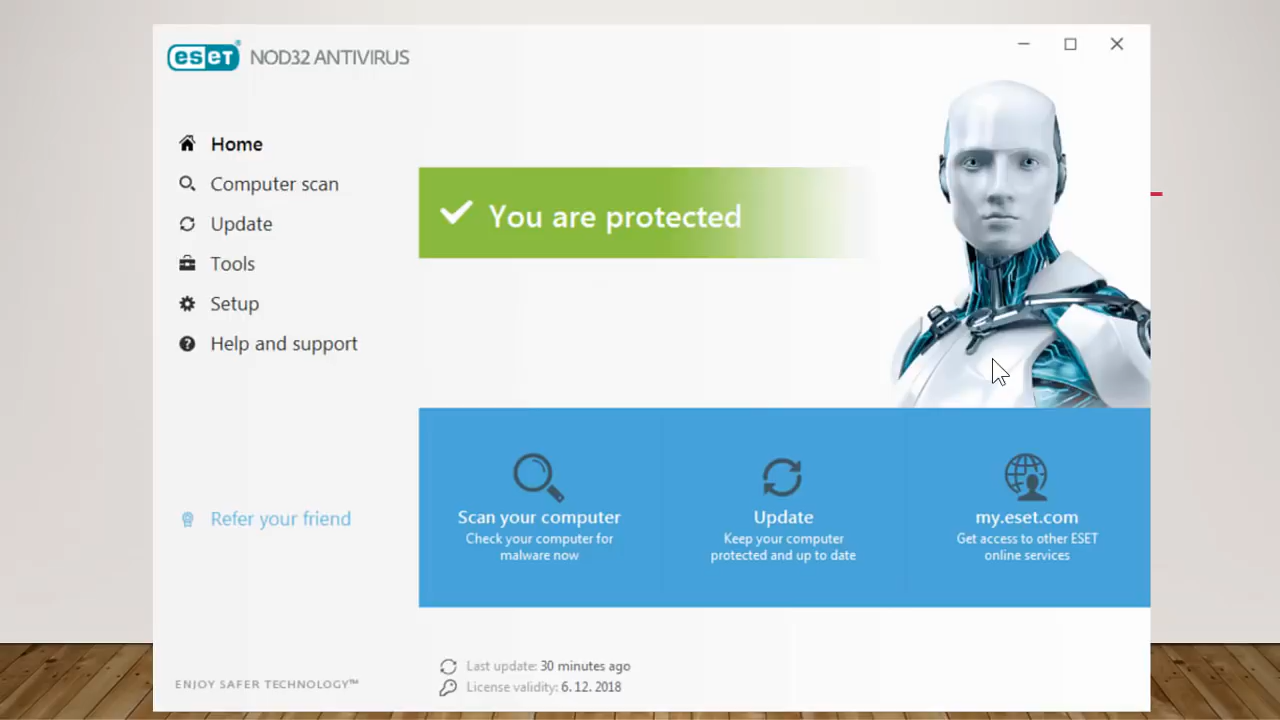 eset® NOD32 ANTIVIRUS
Home
Computer scan
Update
Tools
Setup
Help and support
Refer your friend
ENJOY SAFER TECHNOLOGY™
You are protected
Scan your computer
Check your computer for
malware now
Update
Keep your computer
protected and up to date
my.eset.com
Get access to other ESET
online services
Last update: 30 minutes ago
License validity: 6. 12. 2018